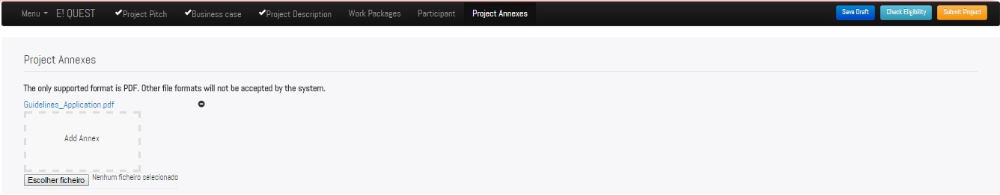 Menu E! QUEST Project Pitch Business case Project Description Work Packages Participant Project Annexes Save Draft Check Eligibility Submit Project
Project Annexes
The only supported format is PDF. Other file formats will not be accepted by the system.
Guidelines_Application.pdf
Add Annex
Escolher ficheiro Nenhum ficheiro selecionado